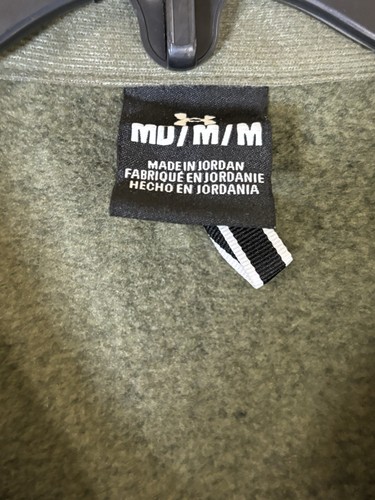 MD/M/M
MADE IN JORDAN
FABRIQUÉ EN JORDANIE
HECHO EN JORDANIA